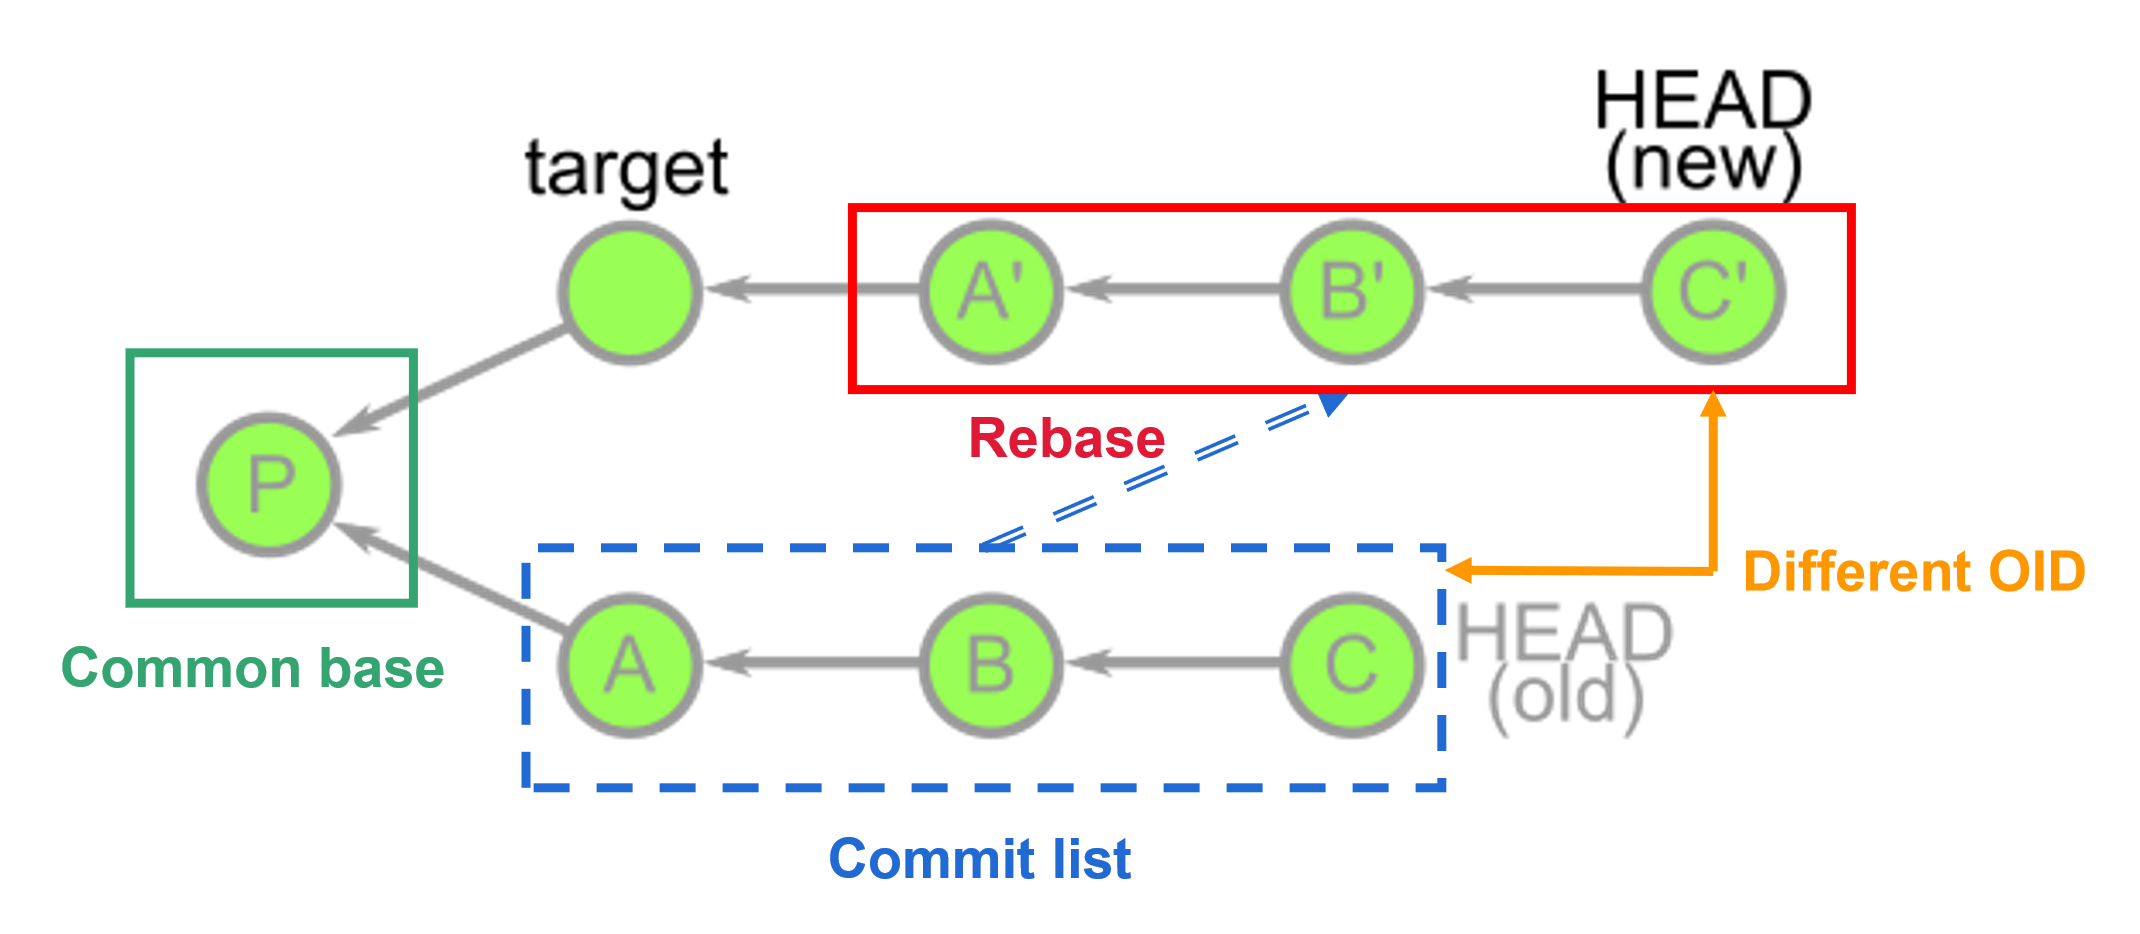 HEAD
(new)
target
A'
B'
C'
P
Rebase
Different OID
Common base
A
B
C
HEAD
(old)
Commit list